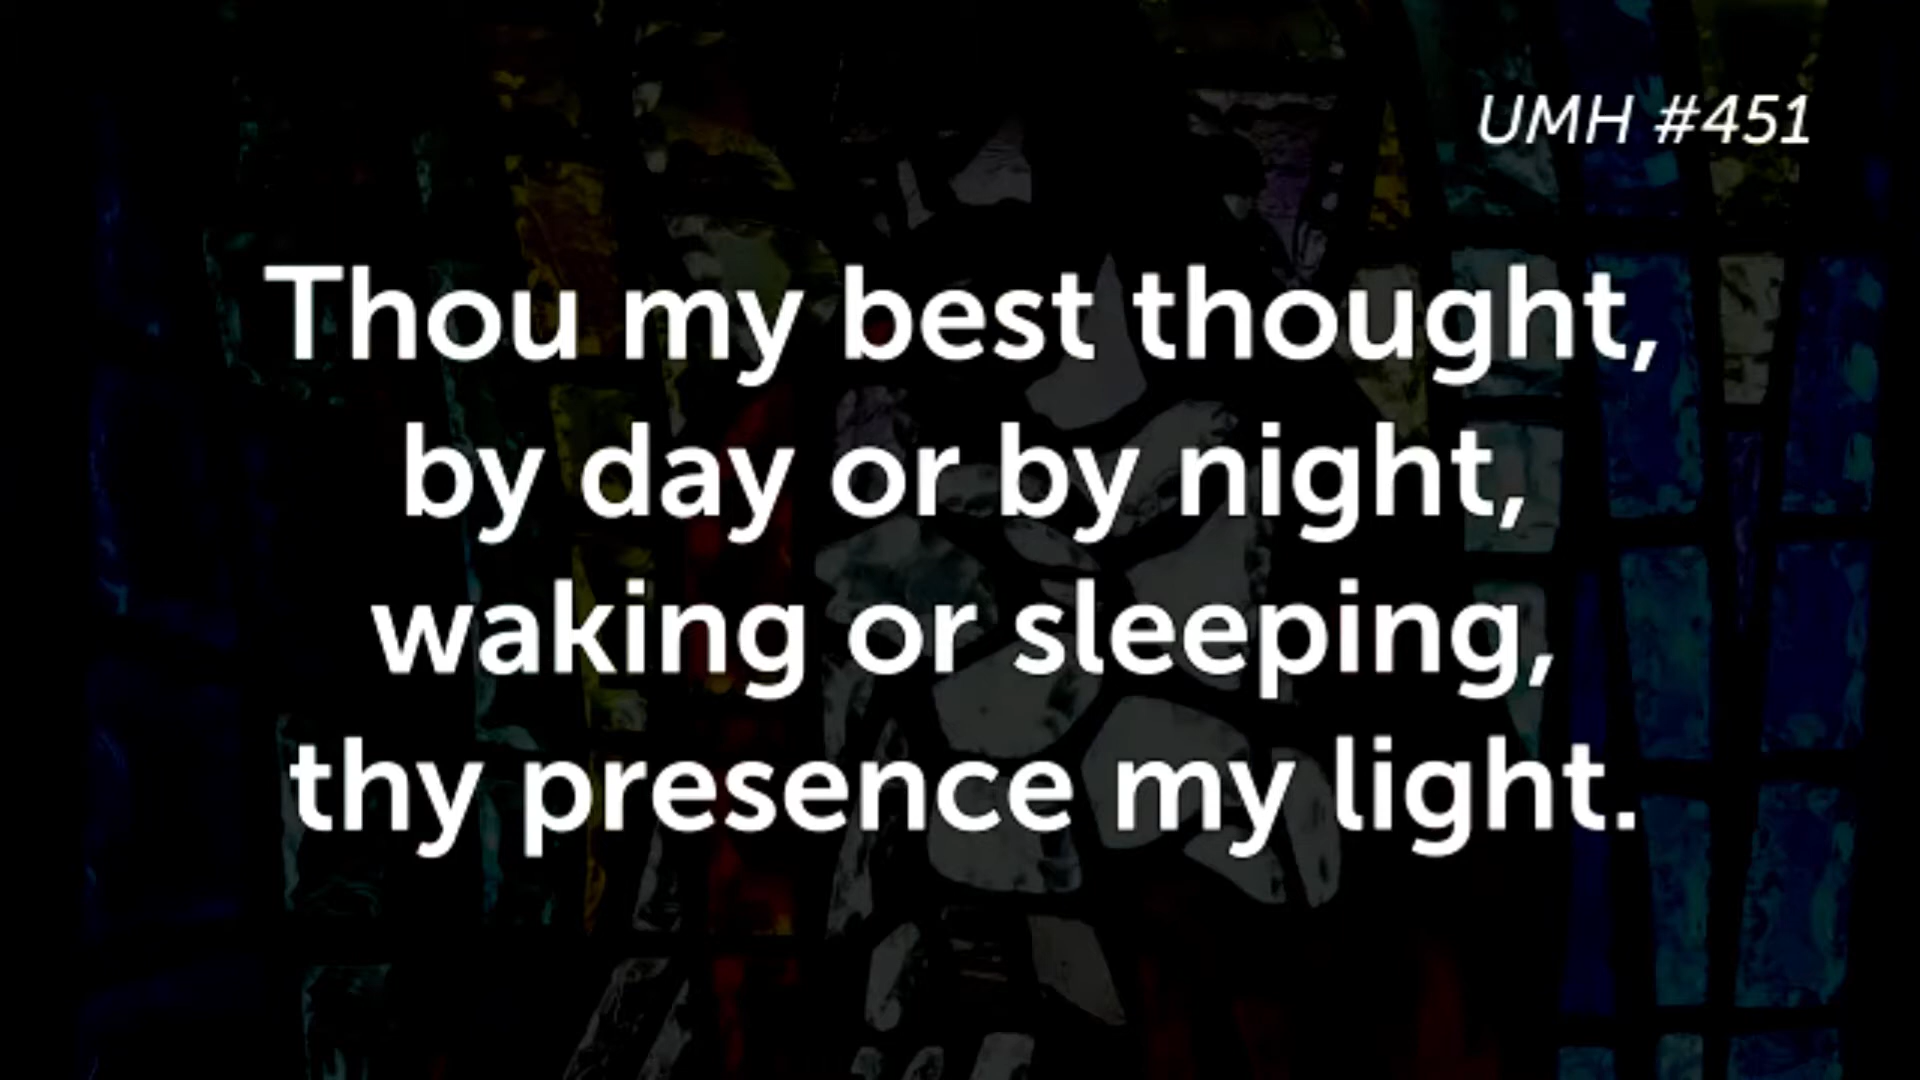 UMH #451
Thou my best thought,
by day or by night,
waking or sleeping,
thy presence my light.